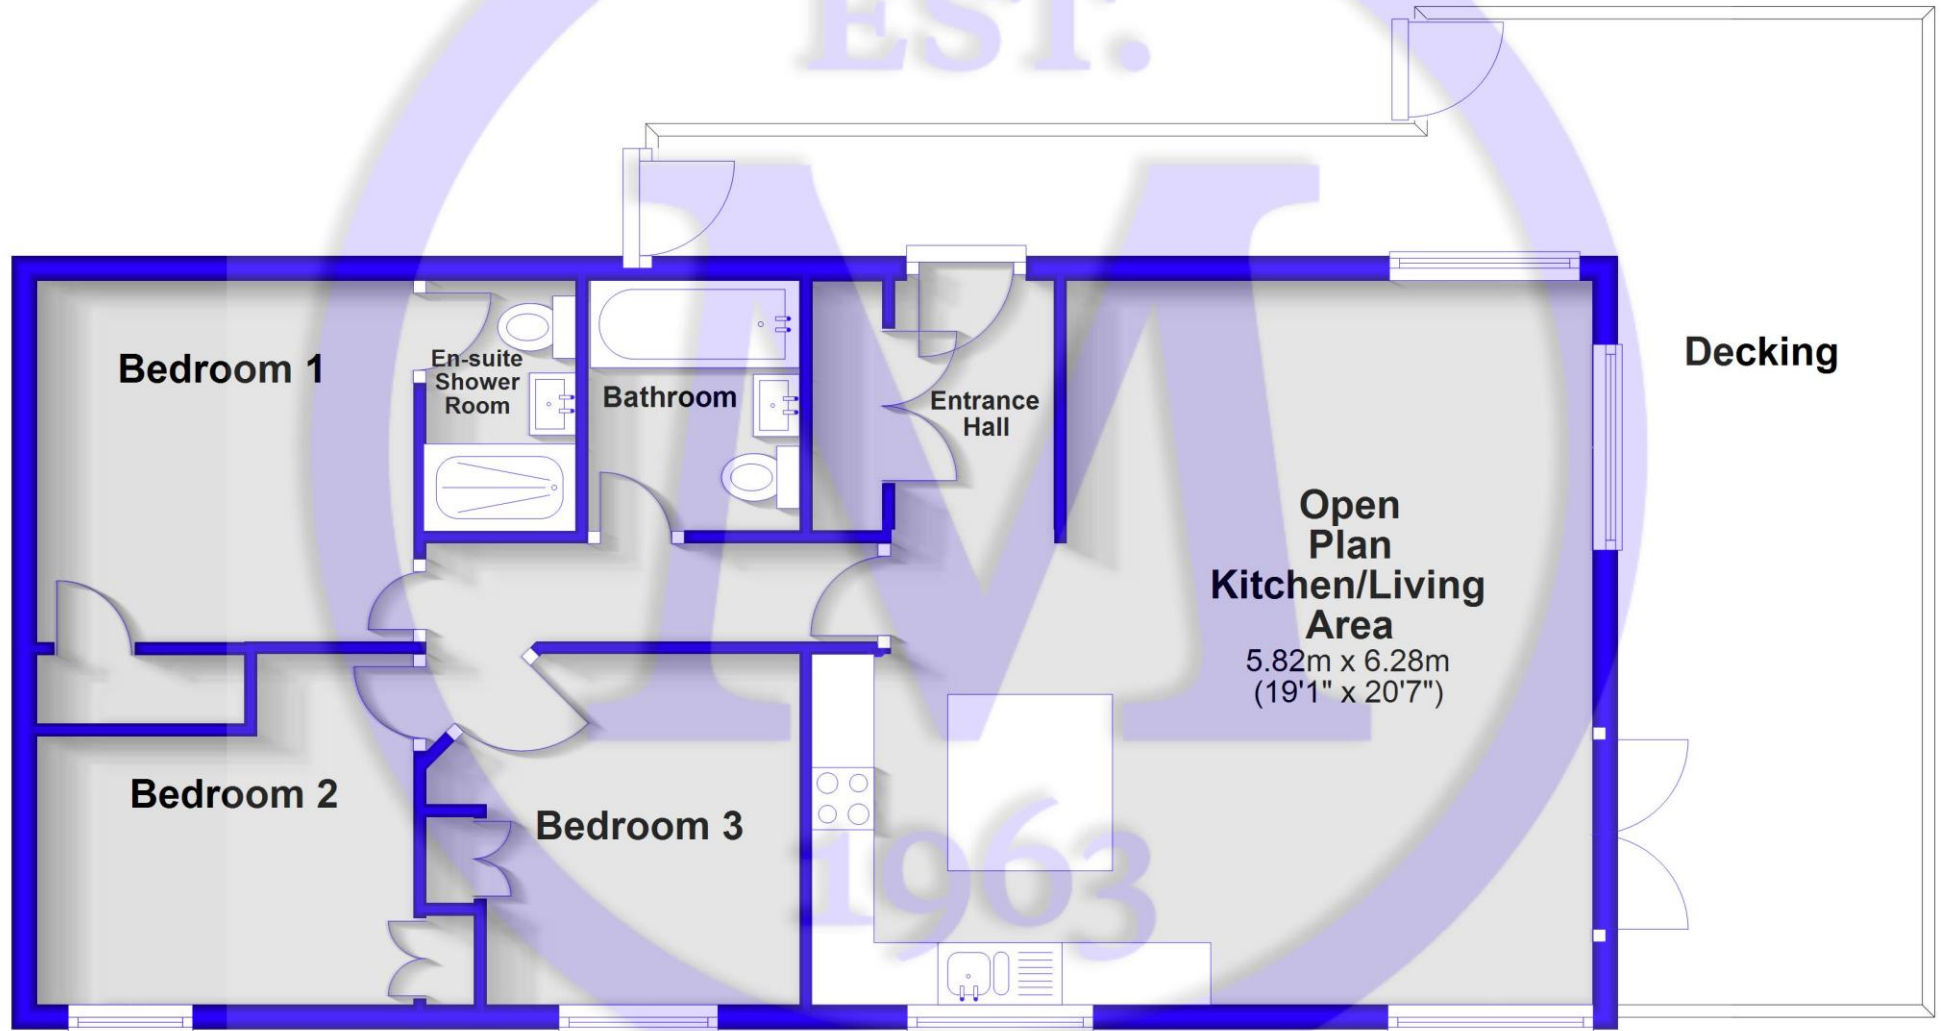 EST.
M
Bedroom 1
En-suite
Shower
Room
Bathroom
Entrance
Hall
Decking
Open
Plan
Kitchen/Living
Area
5.82m x 6.28m
(19'1" x 20'7")
Bedroom 2
Bedroom 3
1963